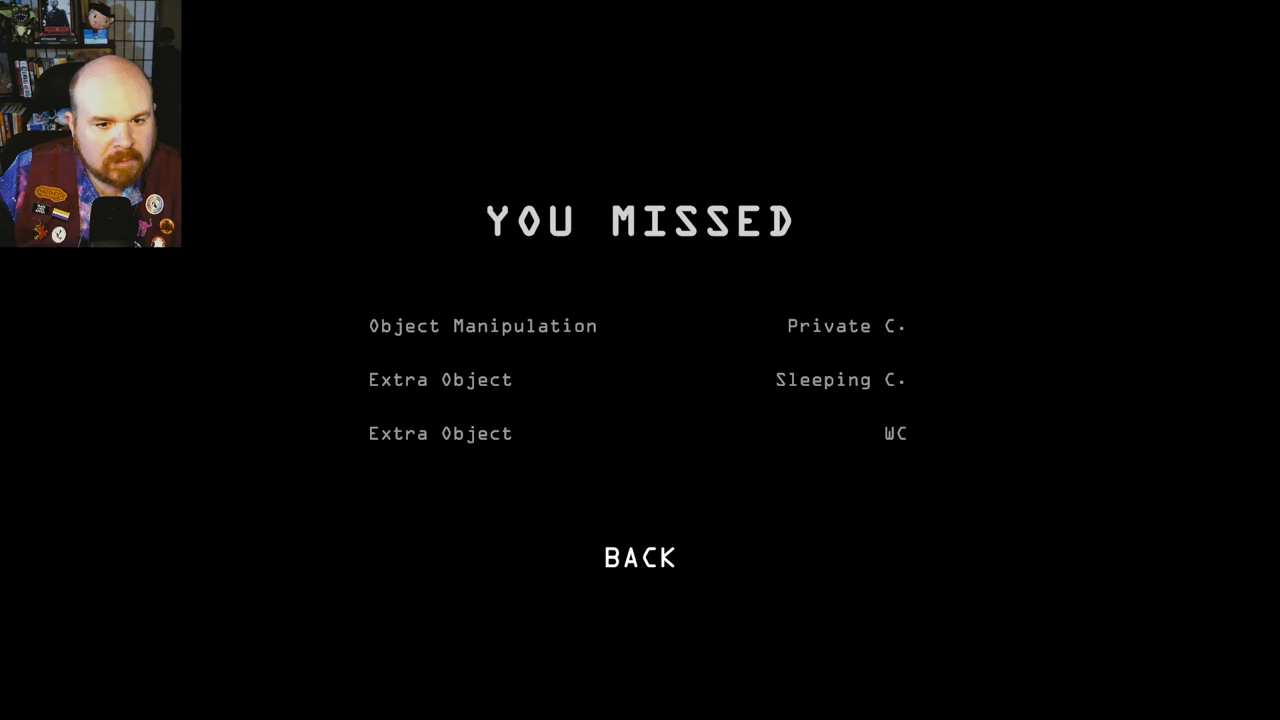 YOU MISSED
Object Manipulation Private C.
Extra Object Sleeping C.
Extra Object WC
BACK